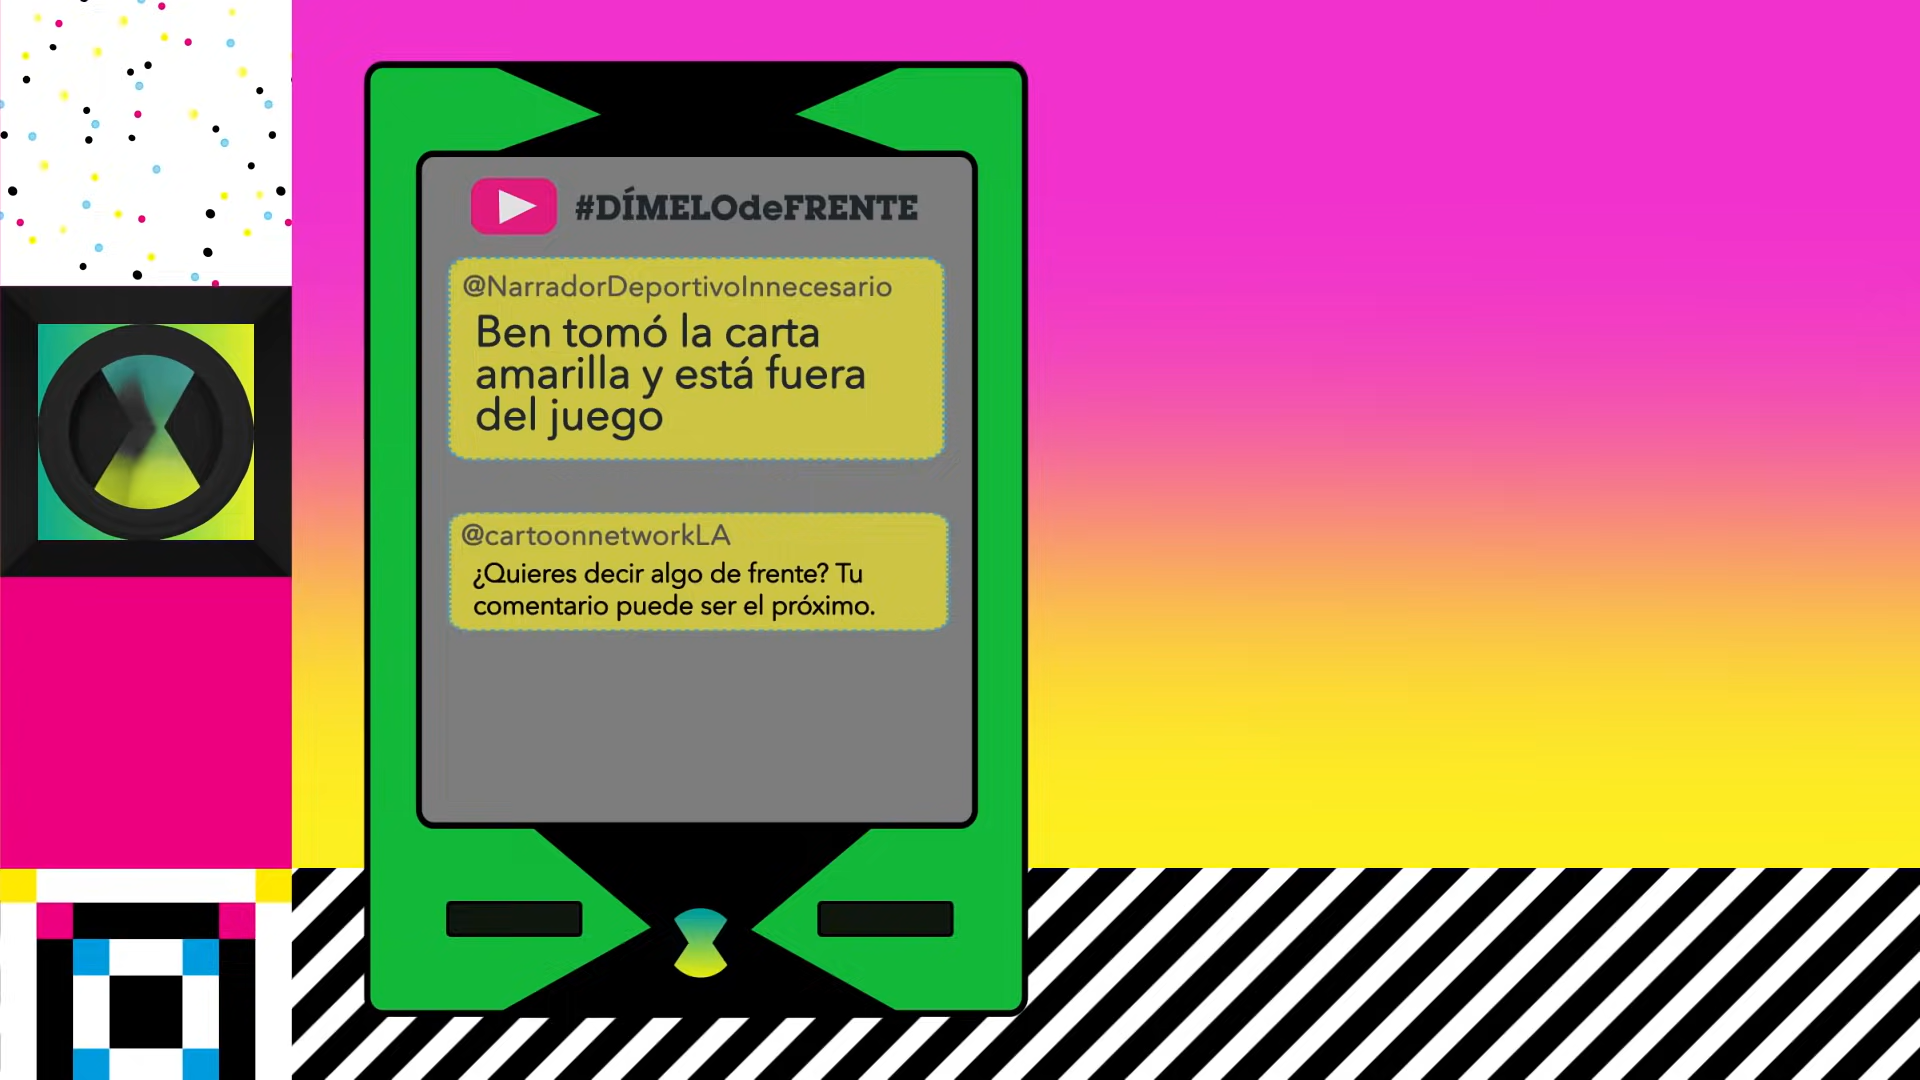 #DÍMELOdeFRENTE
@NarradorDeportivoInnecesario
Ben tomó la carta
amarilla y está fuera
del juego
@cartoonnetworkLA
¿Quieres decir algo de frente? Tu
comentario puede ser el próximo.